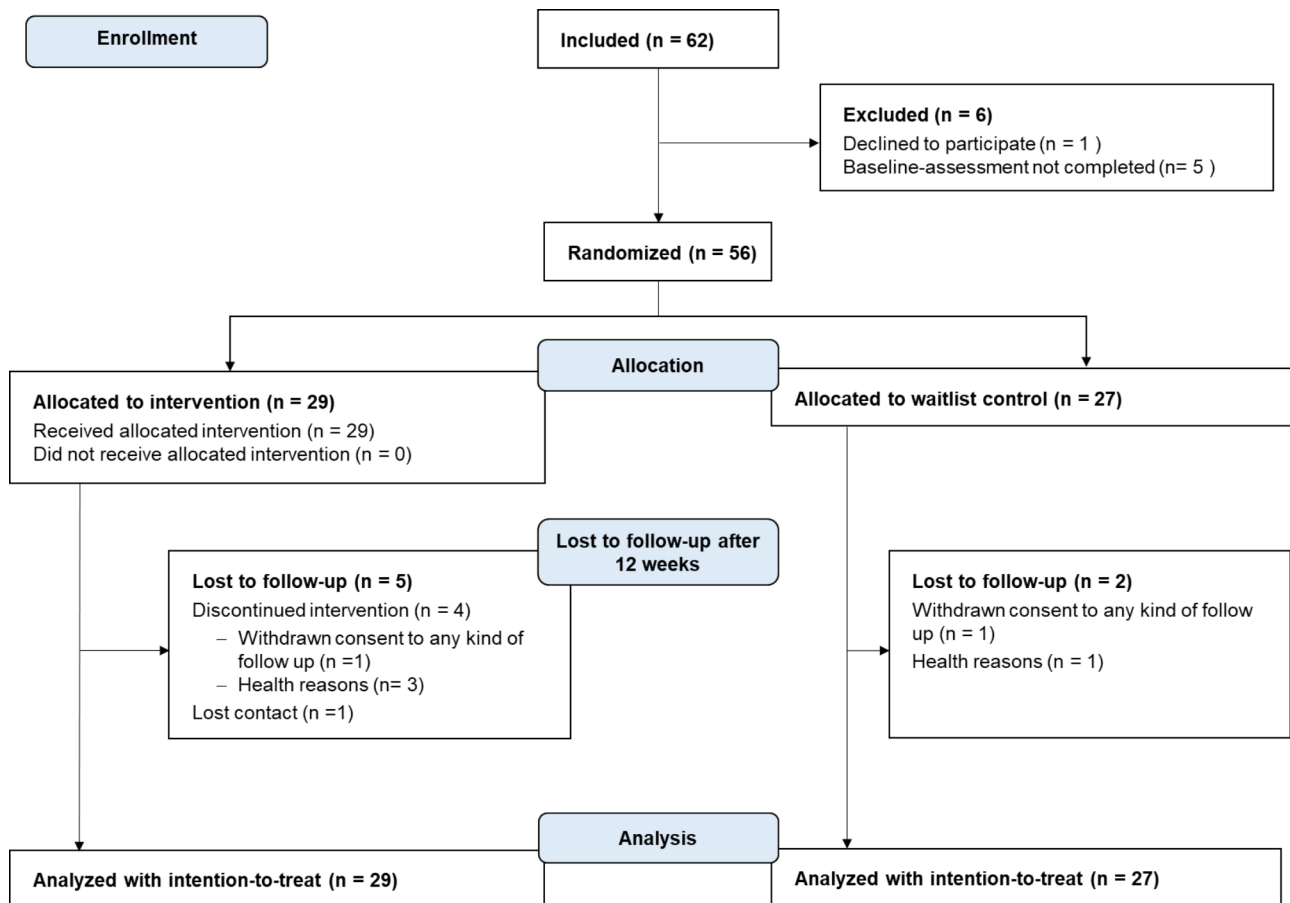 Enrollment
Included (n = 62)
Excluded (n = 6)
Declined to participate (n = 1 )
Baseline-assessment not completed (n= 5 )
Randomized (n = 56)
Allocation
Allocated to intervention (n = 29)
Received allocated intervention (n = 29)
Did not receive allocated intervention (n = 0)
Allocated to waitlist control (n = 27)
Lost to follow-up after
12 weeks
Lost to follow-up (n = 5)
Discontinued intervention (n = 4)
– Withdrawn consent to any kind of
follow up (n =1)
– Health reasons (n= 3)
Lost contact (n =1)
Lost to follow-up (n = 2)
Withdrawn consent to any kind of follow
up (n = 1)
Health reasons (n = 1)
Analysis
Analyzed with intention-to-treat (n = 29)
Analyzed with intention-to-treat (n = 27)